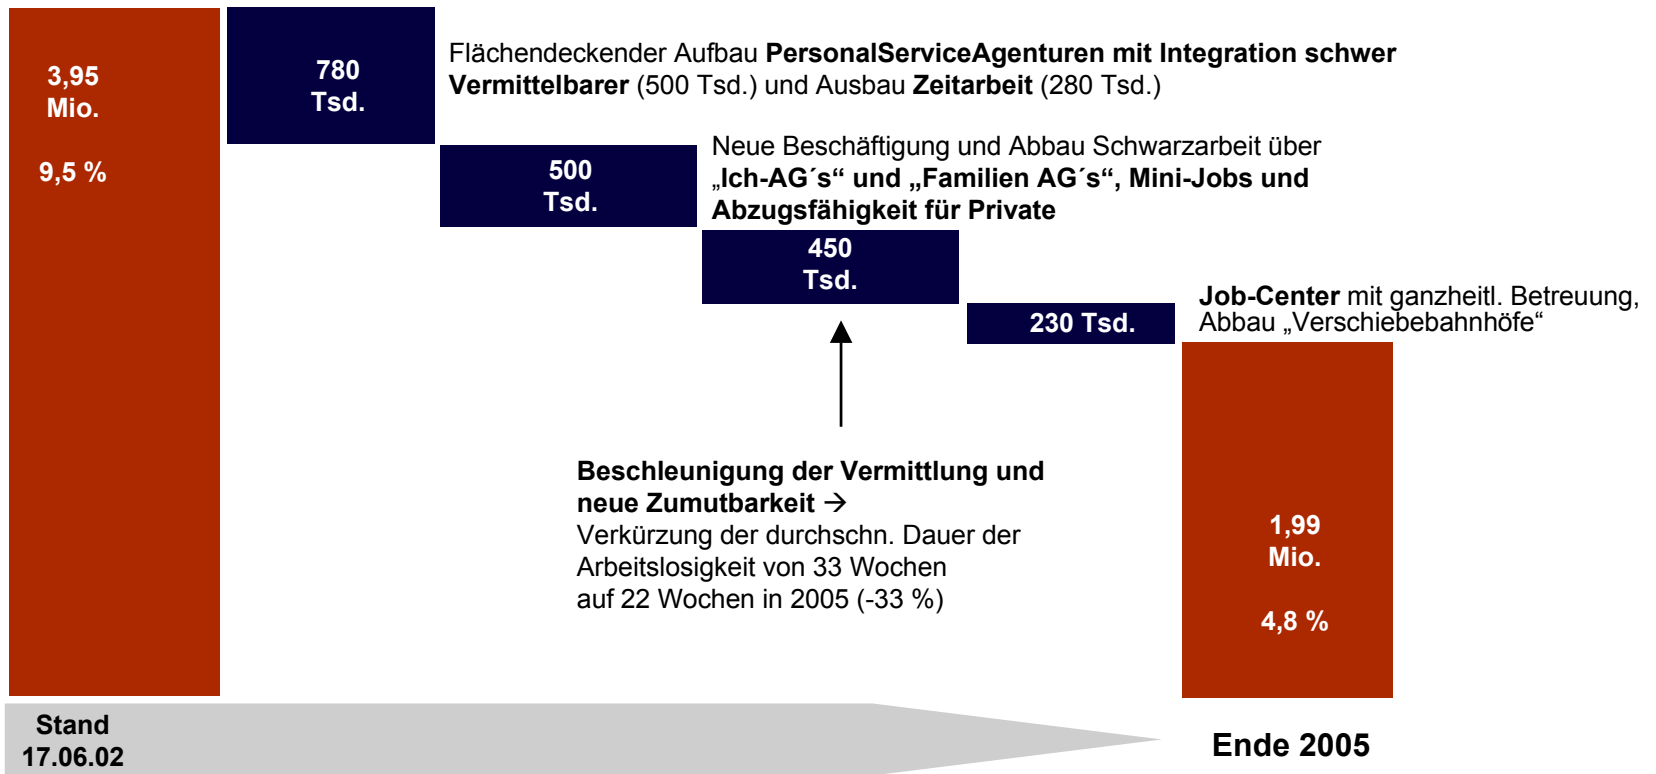 3,95
Mio.
9,5 %
780
Tsd.
Flächendeckender Aufbau PersonalServiceAgenturen mit Integration schwer
Vermittelbarer (500 Tsd.) und Ausbau Zeitarbeit (280 Tsd.)
500
Tsd.
Neue Beschäftigung und Abbau Schwarzarbeit über
„Ich-AG´s“ und „Familien AG´s“, Mini-Jobs und
Abzugsfähigkeit für Private
450
Tsd.
230 Tsd.
Job-Center mit ganzheitl. Betreuung,
Abbau „Verschiebebahnhöfe“
Beschleunigung der Vermittlung und
neue Zumutbarkeit →
Verkürzung der durchschn. Dauer der
Arbeitslosigkeit von 33 Wochen
auf 22 Wochen in 2005 (-33 %)
1,99
Mio.
4,8 %
Stand
17.06.02
Ende 2005